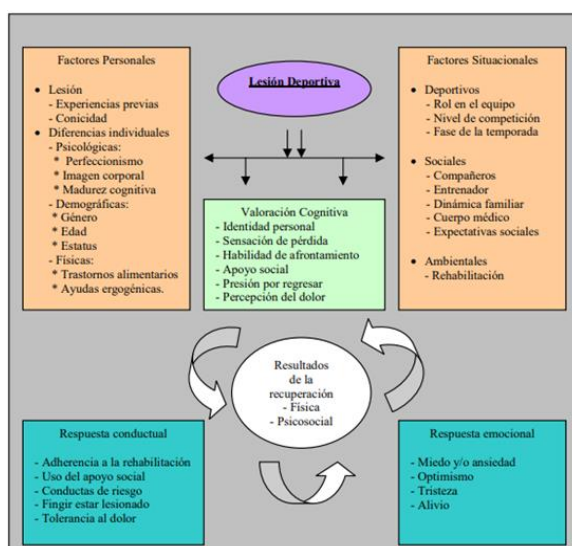 Factores Personales
• Lesión
- Experiencias previas
- Conicidad
• Diferencias individuales
- Psicológicas:
* Perfeccionismo
* Imagen corporal
* Madurez cognitiva
- Demográficas:
* Género
* Edad
* Estatus
- Físicas:
* Trastornos alimentarios
* Ayudas ergogénicas.
Lesión Deportiva
Factores Situacionales
• Deportivos
- Rol en el equipo
- Nivel de competición
- Fase de la temporada
• Sociales
- Compañeros
- Entrenador
- Dinámica familiar
- Cuerpo médico
- Expectativas sociales
• Ambientales
- Rehabilitación
Valoración Cognitiva
- Identidad personal
- Sensación de pérdida
- Habilidad de afrontamiento
- Apoyo social
- Presión por regresar
- Percepción del dolor
Resultados
de la
recuperación
- Física
- Psicosocial
Respuesta conductual
- Adherencia a la rehabilitación
- Uso del apoyo social
- Conductas de riesgo
- Fingir estar lesionado
- Tolerancia al dolor
Respuesta emocional
- Miedo y/o ansiedad
- Optimismo
- Tristeza
- Alivio